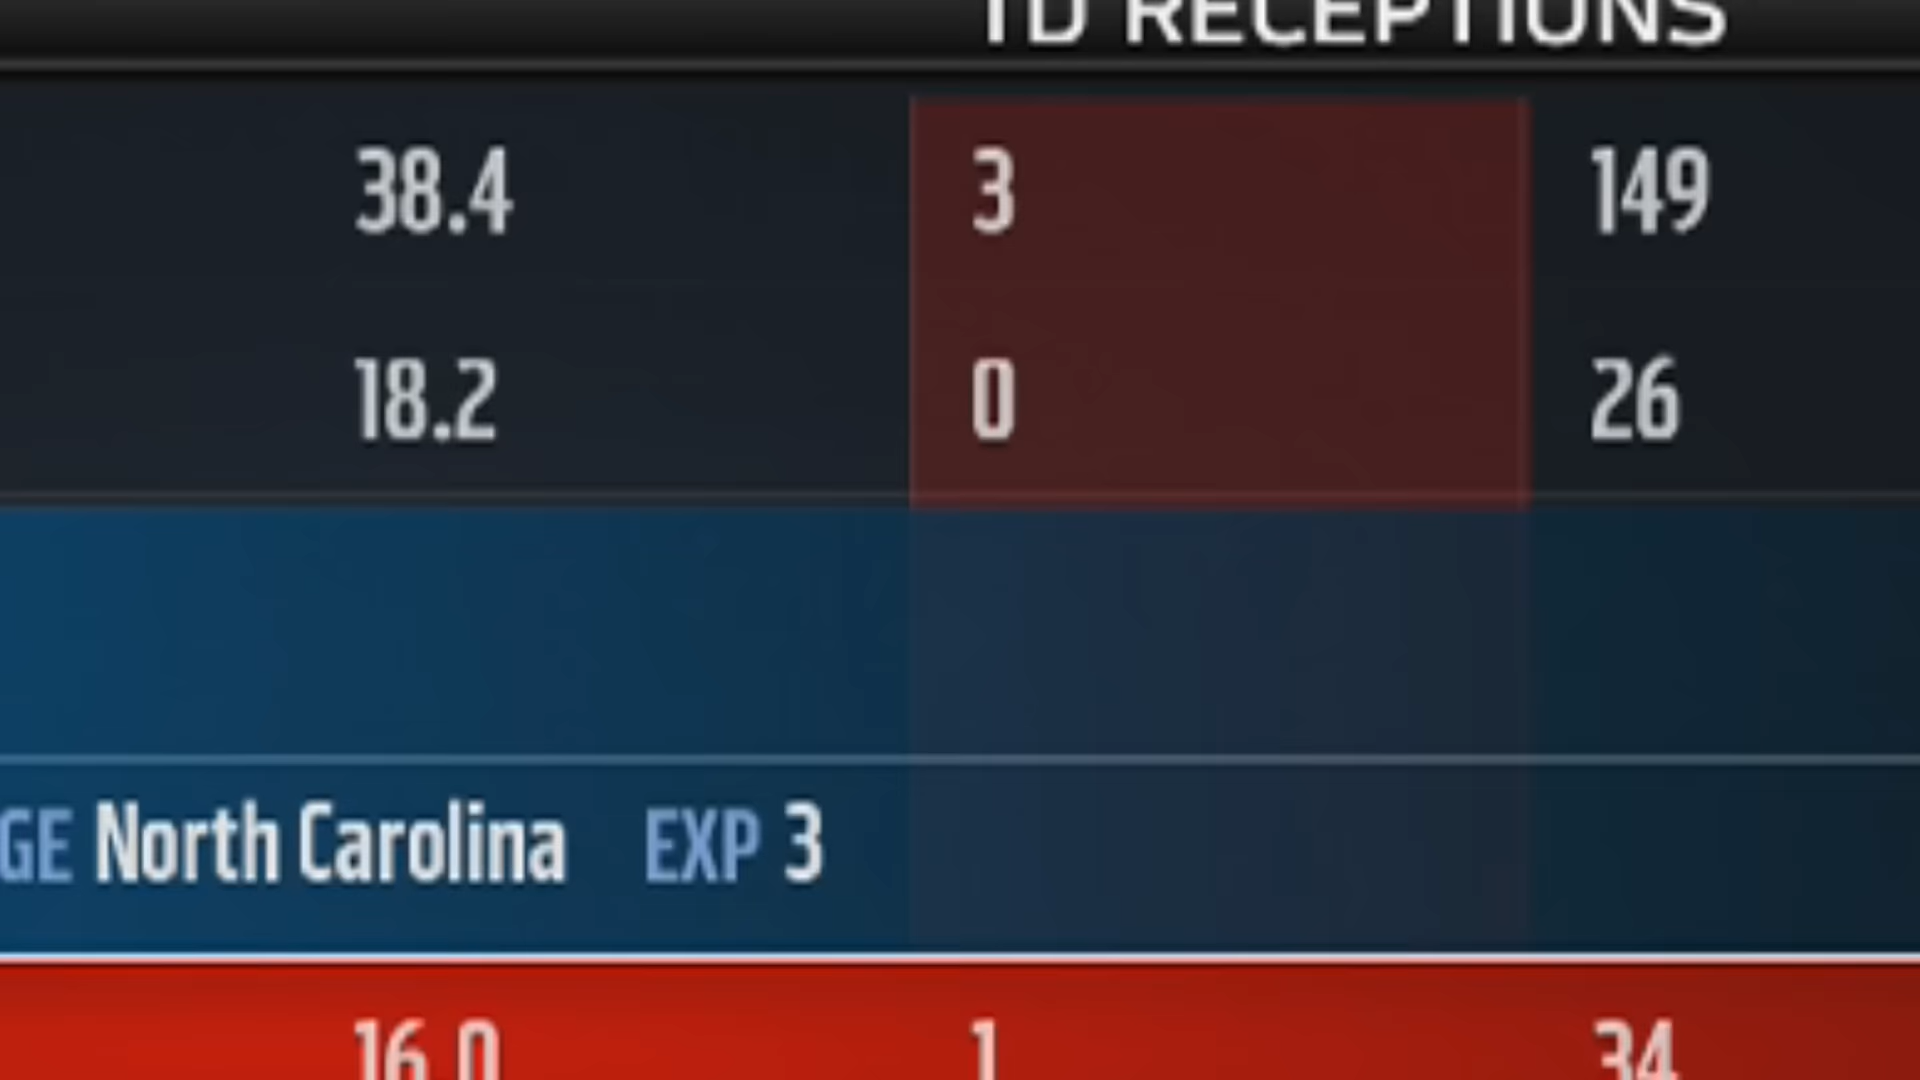 TD RECEPTIONS
38.4 3 149
18.2 0 26
GE North Carolina EXP 3
16.0 1 34